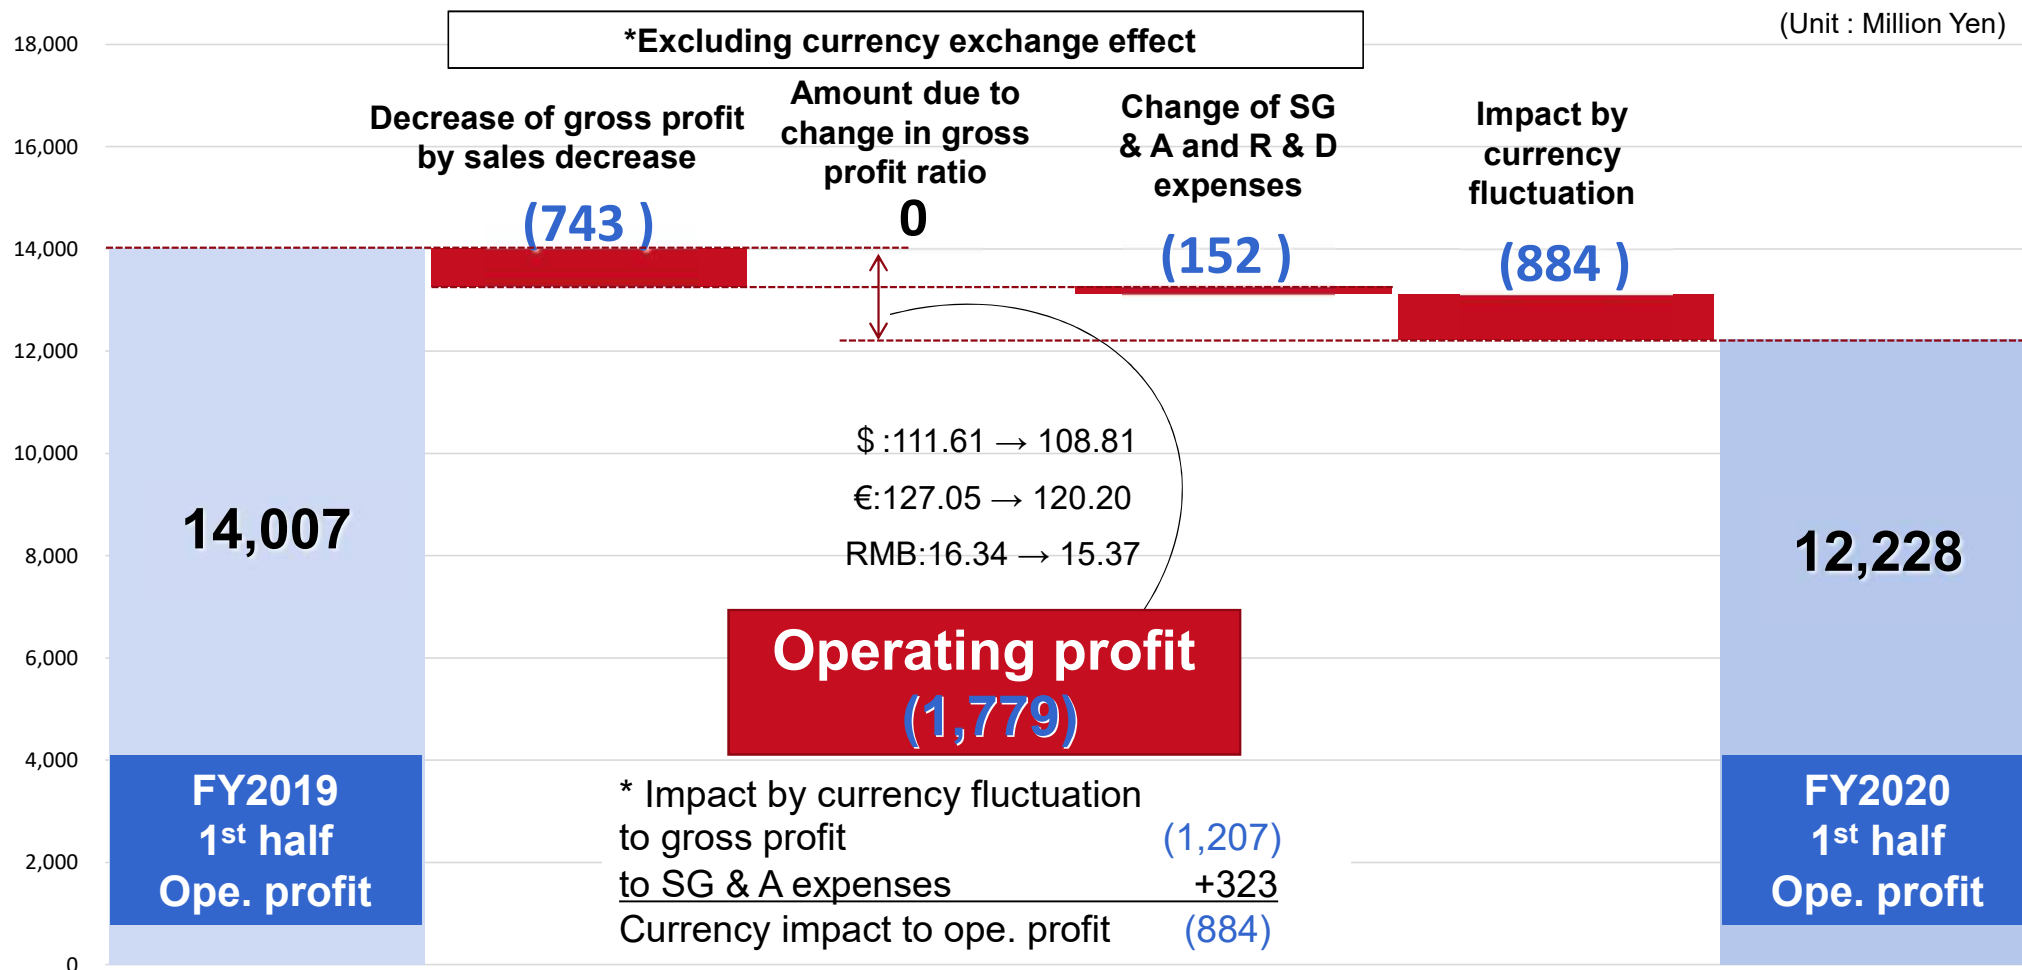 (Unit : Million Yen)
*Excluding currency exchange effect
18,000
16,000
14,000
12,000
10,000
8,000
6,000
4,000
2,000
0
Decrease of gross profit
by sales decrease
(743 )
Amount due to
change in gross
profit ratio
0
Change of SG
& A and R & D
expenses
(152 )
Impact by
currency
fluctuation
(884 )
14,007
$ :111.61 → 108.81
€:127.05 → 120.20
RMB:16.34 → 15.37
12,228
Operating profit
(1,779)
FY2019
1st half
Ope. profit
* Impact by currency fluctuation
to gross profit (1,207)
to SG & A expenses +323
Currency impact to ope. profit (884)
FY2020
1st half
Ope. profit